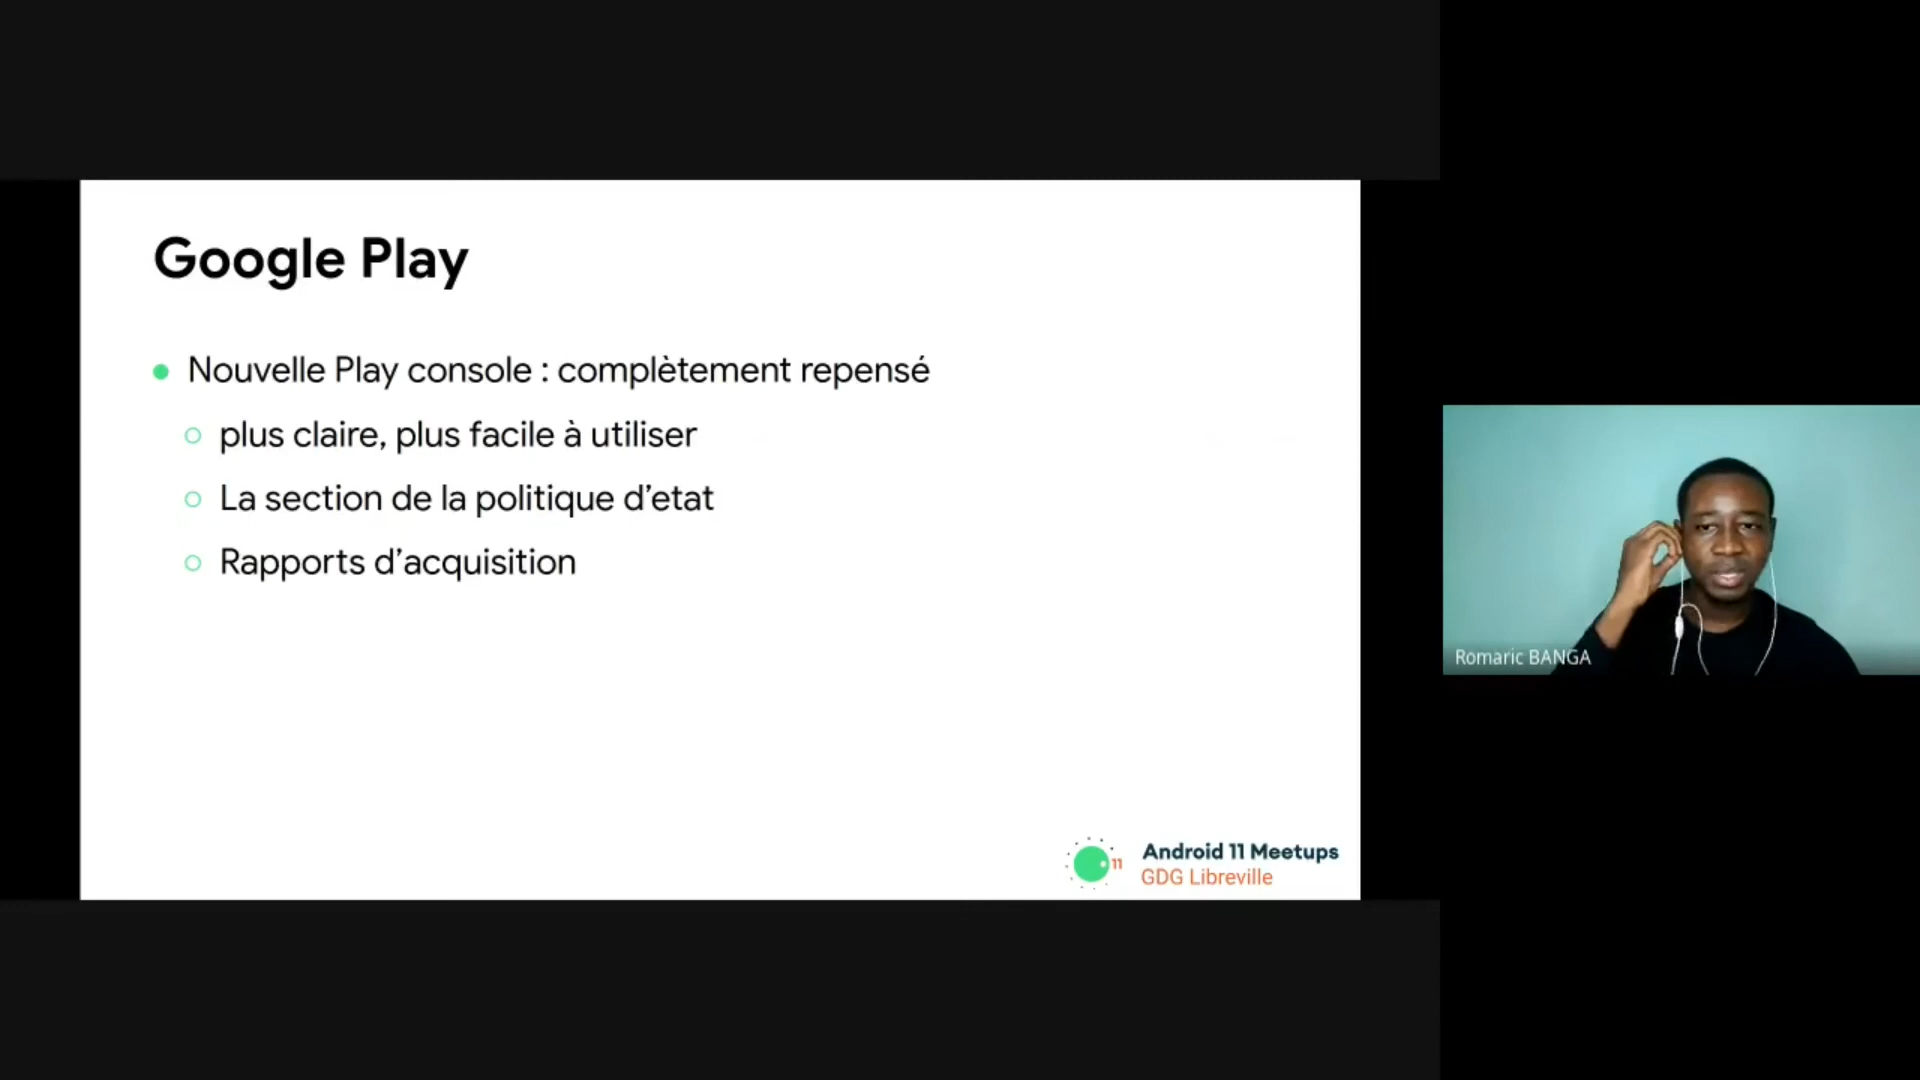 Google Play
Nouvelle Play console : complètement repensé
plus claire, plus facile à utiliser
La section de la politique d’etat
Rapports d’acquisition
11
Android 11 Meetups
GDG Libreville
Romaric BANGA